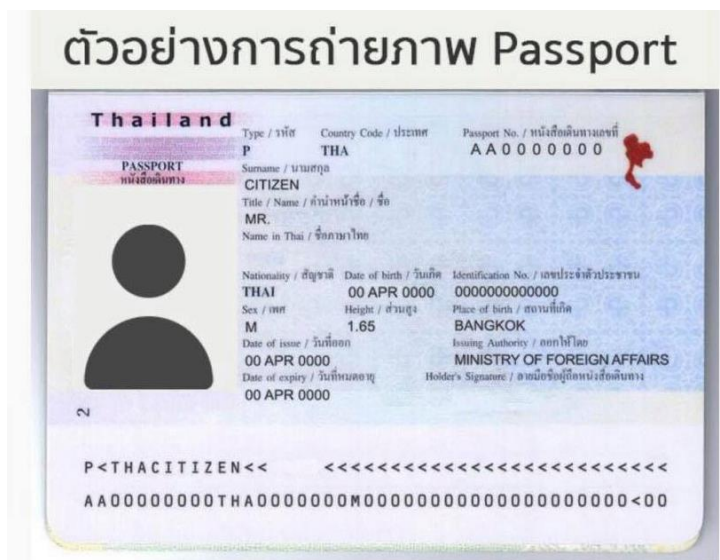 ตัวอย่างการถ่ายภาพ Passport
Thailand
PASSPORT
หนังสือเดินทาง
Type / รหัส Country Code / ประเทศ Passport No. / หนังสือเดินทางเลขที่
P THA AA0000000
Surname / นามสกุล
CITIZEN
Title / Name / คำนำหน้าชื่อ / ชื่อ
MR.
Name in Thai / ชื่อภาษาไทย
Nationality / สัญชาติ Date of birth / วันเกิด Identification No. / เลขประจำตัวประชาชน
THAI 00 APR 0000 0000000000000
Sex / เพศ Height / ส่วนสูง Place of birth / สถานที่เกิด
M 1.65 BANGKOK
Date of issue / วันที่ออก Issuing Authority / ออกให้โดย
00 APR 0000 MINISTRY OF FOREIGN AFFAIRS
Date of expiry / วันที่หมดอายุ Holder's Signature / ลายมือชื่อผู้ถือหนังสือเดินทาง
00 APR 0000
2
P<THACITIZEN<< <<<<<<<<<<<<<<<<<<<<<<<<<<
AA00000000THA0000000M00000000000000000000<00